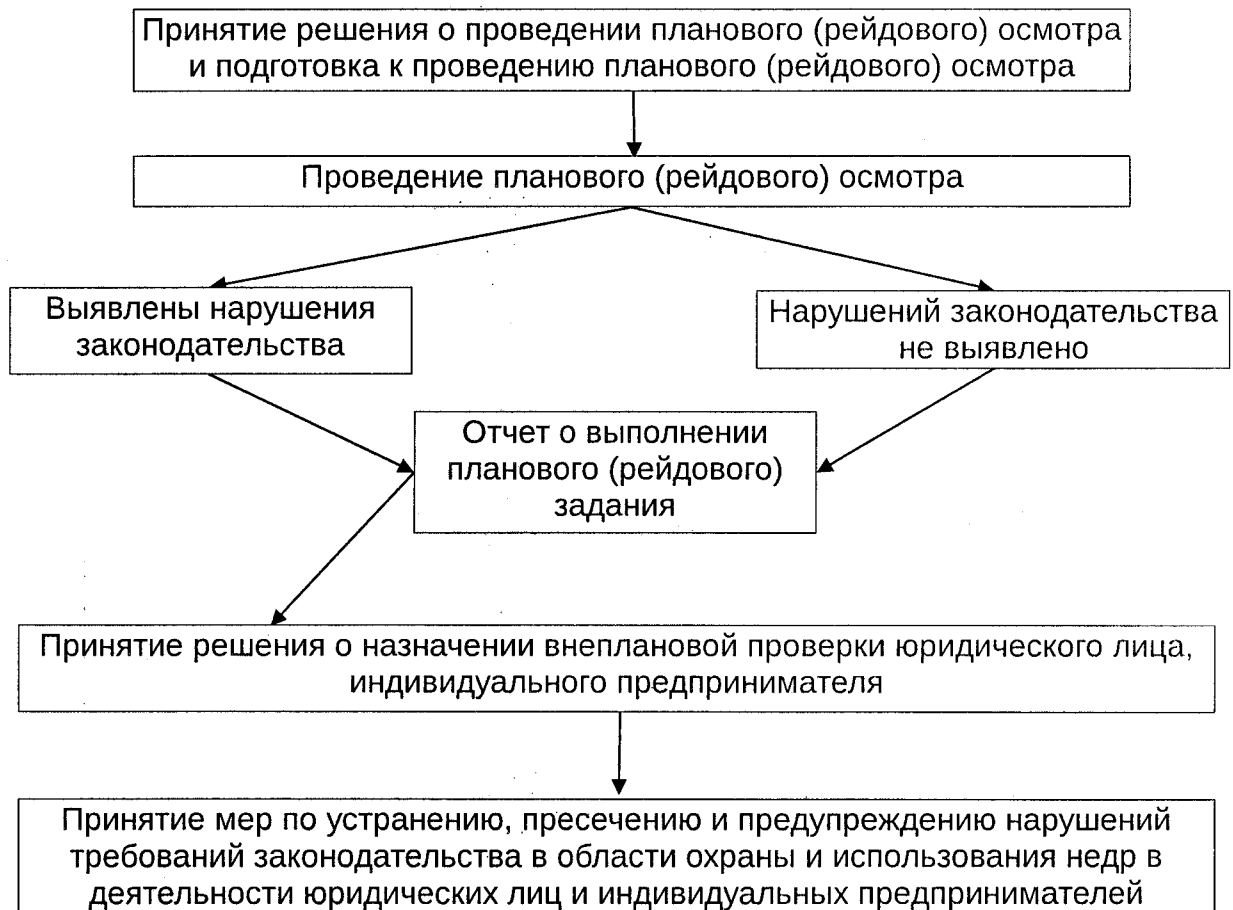 Принятие решения о проведении планового (рейдового) осмотра
и подготовка к проведению планового (рейдового) осмотра
Проведение планового (рейдового) осмотра
Выявлены нарушения
законодательства
Нарушений законодательства
не выявлено
Отчет о выполнении
планового (рейдового)
задания
Принятие решения о назначении внеплановой проверки юридического лица,
индивидуального предпринимателя
Принятие мер по устранению, пресечению и предупреждению нарушений
требований законодательства в области охраны и использования недр в
деятельности юридических лиц и индивидуальных предпринимателей